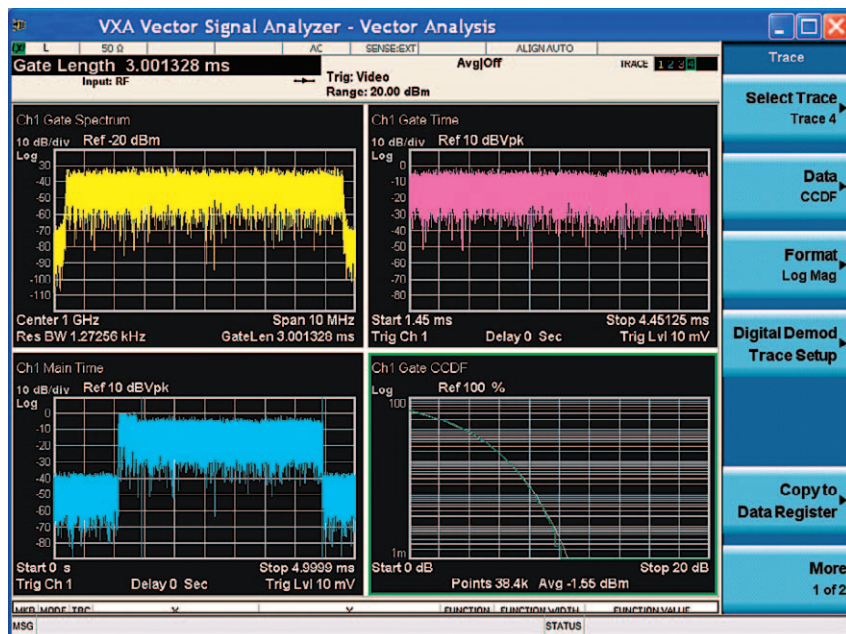 VXA Vector Signal Analyzer - Vector Analysis
L 50 Ω AC SENSE:EXT ALIGN AUTO
Gate Length 3.001328 ms
Input: RF
Trig: Video
Range: 20.00 dBm
Avg|Off
TRACE 1 2 3 4
Trace
Select Trace
Trace 4
Data
CCDF
Format
Log Mag
Digital Demod
Trace Setup
Copy to
Data Register
More
1 of 2
Ch1 Gate Spectrum
10 dB/div Ref -20 dBm
Log
30
-40
-50
-60
-70
-80
-90
-100
-110
Center 1 GHz Span 10 MHz
Res BW 1.27256 kHz GateLen 3.001328 ms
Ch1 Gate Time
10 dB/div Ref 10 dBVpk
Log
0
-10
-20
-30
-40
-50
-60
-70
-80
Start 1.45 ms Stop 4.45125 ms
Trig Ch 1 Delay 0 Sec Trig Lvl 10 mV
Ch1 Main Time
10 dB/div Ref 10 dBVpk
Log
0
-10
-20
-30
-40
-50
-60
-70
-80
Start 0 s Stop 4.9999 ms
Trig Ch 1 Delay 0 Sec Trig Lvl 10 mV
Ch1 Gate CCDF
Log Ref 100 %
100
1m
Start 0 dB Stop 20 dB
Points 38.4k Avg -1.55 dBm
MKR MODE TRC X Y FUNCTION FUNCTION WIDTH FUNCTION VALUE
MSG STATUS